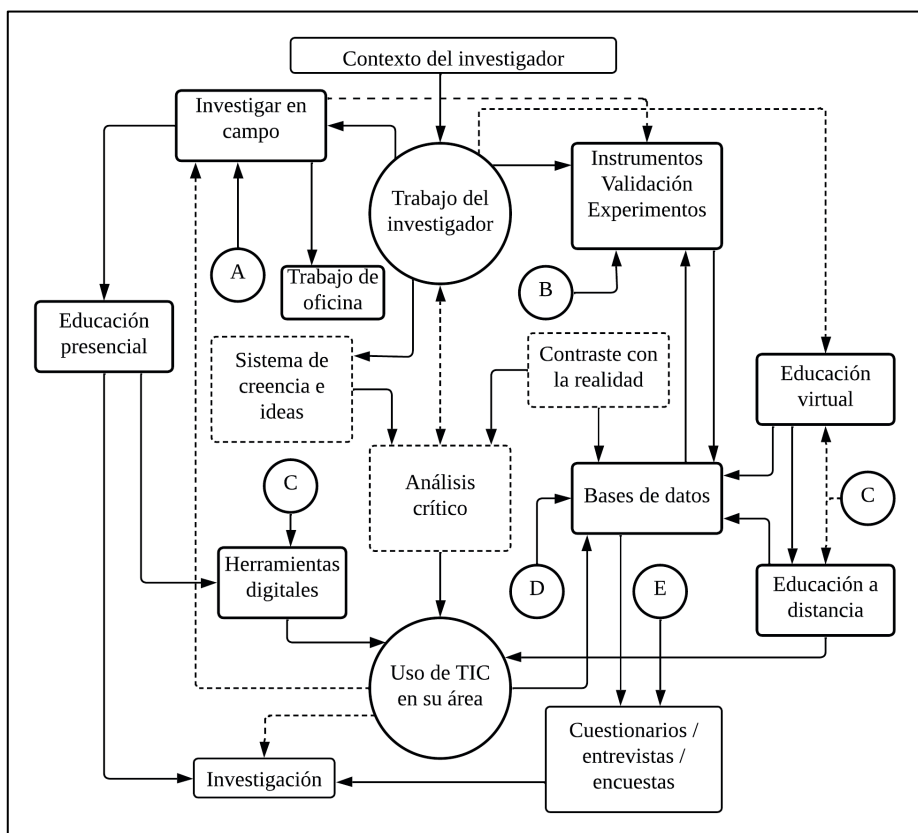 Contexto del investigador
Investigar en
campo
Instrumentos
Validación
Experimentos
Trabajo del
investigador
A
Trabajo de
oficina
B
Educación
presencial
Sistema de
creencia e
ideas
Contraste con
la realidad
Educación
virtual
C
Análisis
crítico
Bases de datos
C
Herramientas
digitales
D
E
Educación a
distancia
Uso de TIC
en su área
Cuestionarios /
entrevistas /
encuestas
Investigación